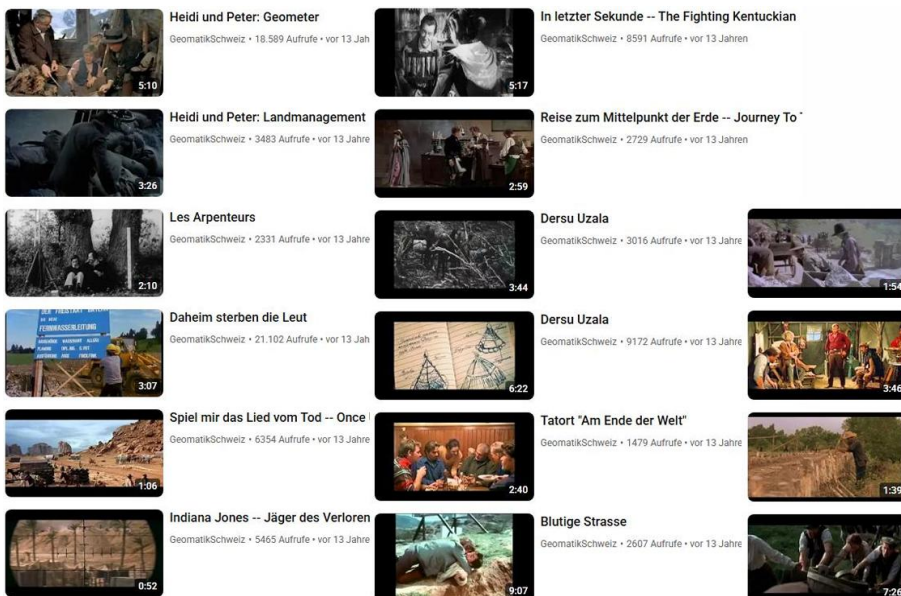 Heidi und Peter: Geometer
GeomatikSchweiz • 18.589 Aufrufe • vor 13 Jah
5:10
Heidi und Peter: Landmanagement
GeomatikSchweiz • 3483 Aufrufe • vor 13 Jahre
3:26
Les Arpenteurs
GeomatikSchweiz • 2331 Aufrufe • vor 13 Jahre
2:10
Daheim sterben die Leut
GeomatikSchweiz • 21.102 Aufrufe • vor 13 Jah
FERNWASSERLEITUNG
3:07
Spiel mir das Lied vom Tod -- Once
GeomatikSchweiz • 6354 Aufrufe • vor 13 Jahre
1:06
Indiana Jones -- Jäger des Verloren
GeomatikSchweiz • 5465 Aufrufe • vor 13 Jahre
0:52
In letzter Sekunde -- The Fighting Kentuckian
GeomatikSchweiz • 8591 Aufrufe • vor 13 Jahren
5:17
Reise zum Mittelpunkt der Erde -- Journey To
GeomatikSchweiz • 2729 Aufrufe • vor 13 Jahren
2:59
Dersu Uzala
GeomatikSchweiz • 3016 Aufrufe • vor 13 Jahre
3:44
Dersu Uzala
GeomatikSchweiz • 9172 Aufrufe • vor 13 Jahre
6:22
Tatort "Am Ende der Welt"
GeomatikSchweiz • 1479 Aufrufe • vor 13 Jahre
2:40
Blutige Strasse
GeomatikSchweiz • 2607 Aufrufe • vor 13 Jahre
9:07
1:54
3:46
1:39
7:26